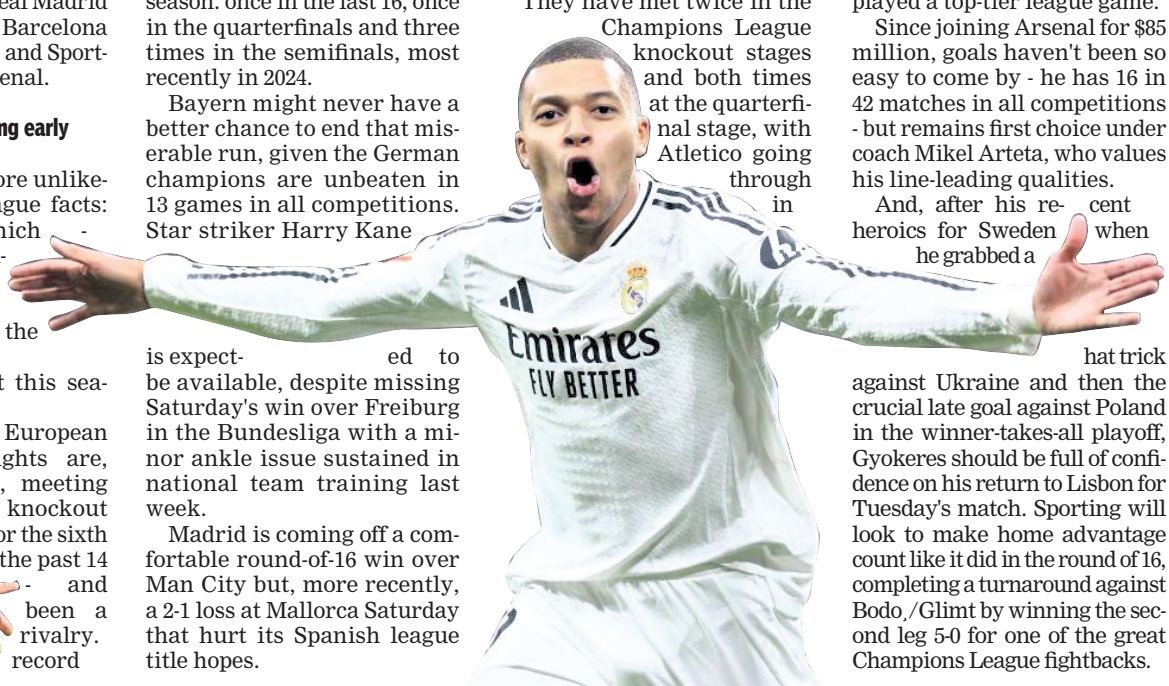 eal Madrid
Barcelona
and Sport-
enal.
ng early
ore unlike-
gue facts:
hich -
-
the
t this sea-
European
ights are,
, meeting
knockout
or the sixth
the past 14
- and
been a
rivalry.
record
season: once in the last 16, once
in the quarterfinals and three
times in the semifinals, most
recently in 2024.
Bayern might never have a
better chance to end that mis-
erable run, given the German
champions are unbeaten in
13 games in all competitions.
Star striker Harry Kane
is expect- ed to
be available, despite missing
Saturday's win over Freiburg
in the Bundesliga with a mi-
nor ankle issue sustained in
national team training last
week.
Madrid is coming off a com-
fortable round-of-16 win over
Man City but, more recently,
a 2-1 loss at Mallorca Saturday
that hurt its Spanish league
title hopes.
They have met twice in the
Champions League
knockout stages
and both times
at the quarterfi-
nal stage, with
Atletico going
through
in
Emirates
FLY BETTER
played a top-tier league game.
Since joining Arsenal for $85
million, goals haven't been so
easy to come by - he has 16 in
42 matches in all competitions
- but remains first choice under
coach Mikel Arteta, who values
his line-leading qualities.
And, after his re- cent
heroics for Sweden when
he grabbed a
hat trick
against Ukraine and then the
crucial late goal against Poland
in the winner-takes-all playoff,
Gyokeres should be full of confi-
dence on his return to Lisbon for
Tuesday's match. Sporting will
look to make home advantage
count like it did in the round of 16,
completing a turnaround against
Bodo¸/Glimt by winning the sec-
ond leg 5-0 for one of the great
Champions League fightbacks.